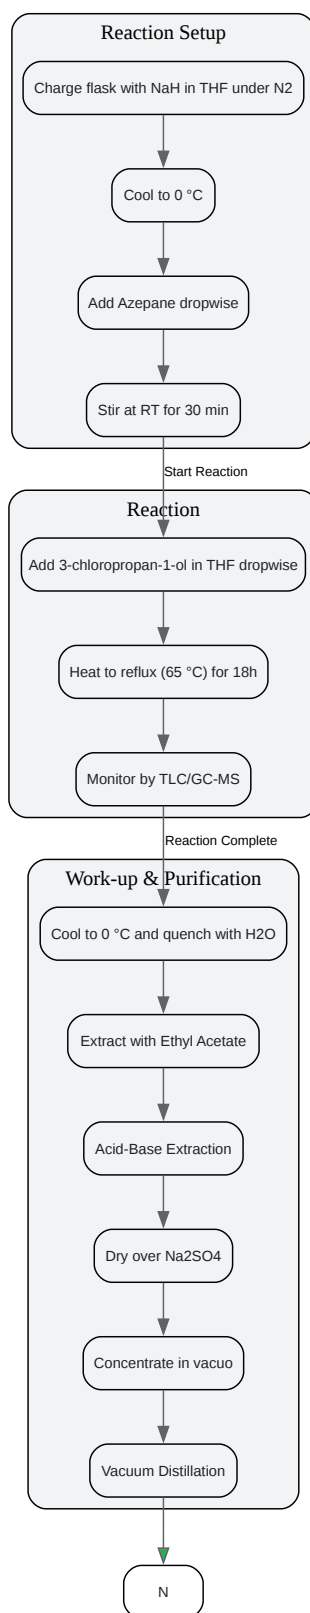 Reaction Setup
Charge flask with NaH in THF under N2
Cool to 0 °C
Add Azepane dropwise
Stir at RT for 30 min
Start Reaction
Reaction
Add 3-chloropropan-1-ol in THF dropwise
Heat to reflux (65 °C) for 18h
Monitor by TLC/GC-MS
Reaction Complete
Work-up & Purification
Cool to 0 °C and quench with H2O
Extract with Ethyl Acetate
Acid-Base Extraction
Dry over Na2SO4
Concentrate in vacuo
Vacuum Distillation
N